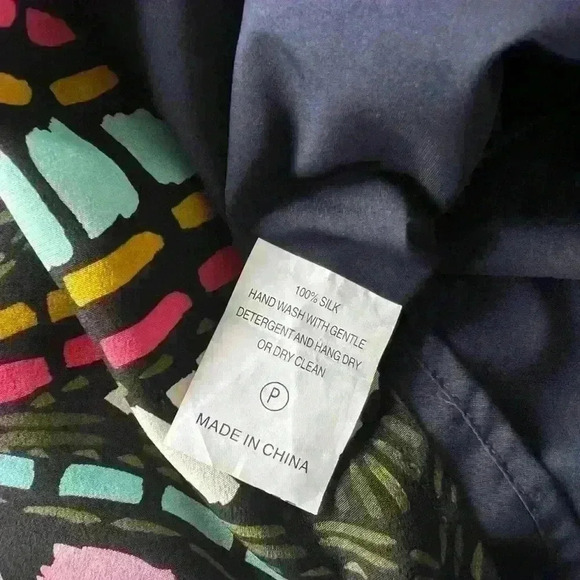 100% SILK
HAND WASH WITH GENTLE
DETERGENT AND HANG DRY
OR DRY CLEAN
P
MADE IN CHINA